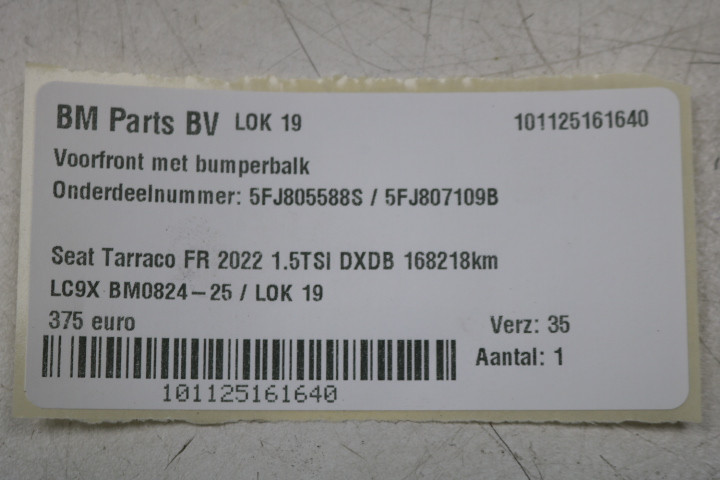 BM Parts BV LOK 19 101125161640
Voorfront met bumperbalk
Onderdeelnummer: 5FJ805588S / 5FJ807109B
Seat Tarraco FR 2022 1.5TSI DXDB 168218km
LC9X BM0824-25 / LOK 19
375 euro Verz: 35
Aantal: 1
101125161640